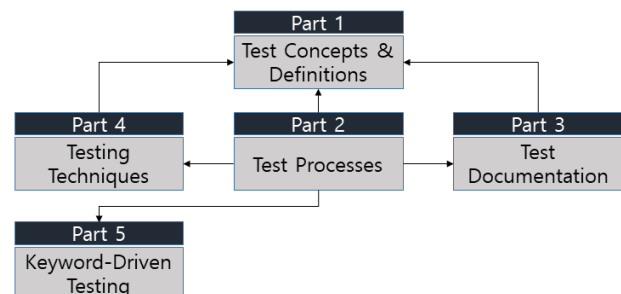 Part 1
Test Concepts &
Definitions
Part 4
Testing
Techniques
Part 2
Test Processes
Part 3
Test
Documentation
Part 5
Keyword-Driven
Testing